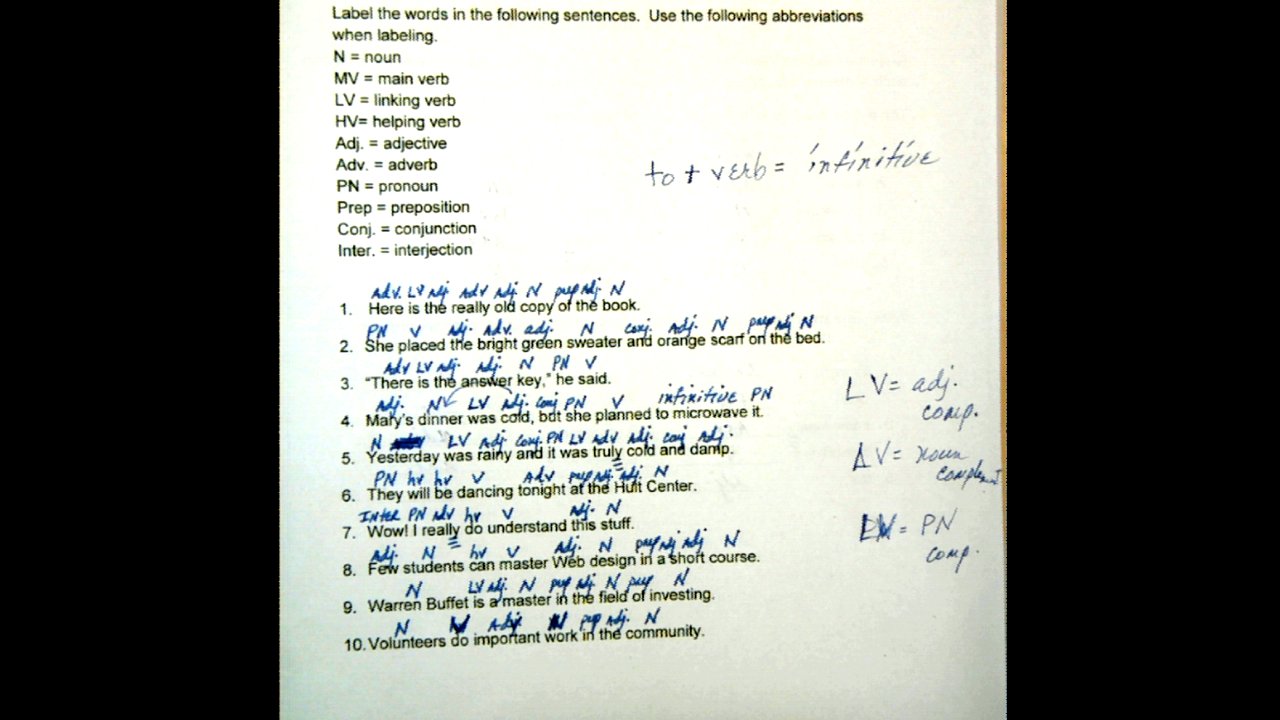 Label the words in the following sentences. Use the following abbreviations
when labeling.
N = noun
MV = main verb
LV = linking verb
HV= helping verb
Adj. = adjective
Adv. = adverb
to + verb = infinitive
PN = pronoun
Prep = preposition
Conj. = conjunction
Inter. = interjection
Adv. LV Adj. Adv Adj. N prep Adj. N
1. Here is the really old copy of the book.
PN V Adj. Adv. adj. N conj. Adj. N prep Adj N
2. She placed the bright green sweater and orange scarf on the bed.
Adv LV Adj. Adj. N PN V
3. "There is the answer key," he said.
LV = adj.
comp.
Adj. N LV Adj. Conj PN V infinitive PN
4. Mary's dinner was cold, but she planned to microwave it.
N LV Adj Conj. PN LV Adv Adj. conj Adj.
5. Yesterday was rainy and it was truly cold and damp.
LV = noun
PN hv hv V Adv prep Adj. Adj. N
6. They will be dancing tonight at the Hult Center.
Inter PN Adv hv V Adj. N
7. Wow! I really do understand this stuff.
LV = PN
comp.
Adj. N hv V Adj. N prep Adj Adj. N
8. Few students can master Web design in a short course.
N LV Adj. N prep Adj. N prep N
9. Warren Buffet is a master in the field of investing.
N V Adj N prep Adj. N
10. Volunteers do important work in the community.